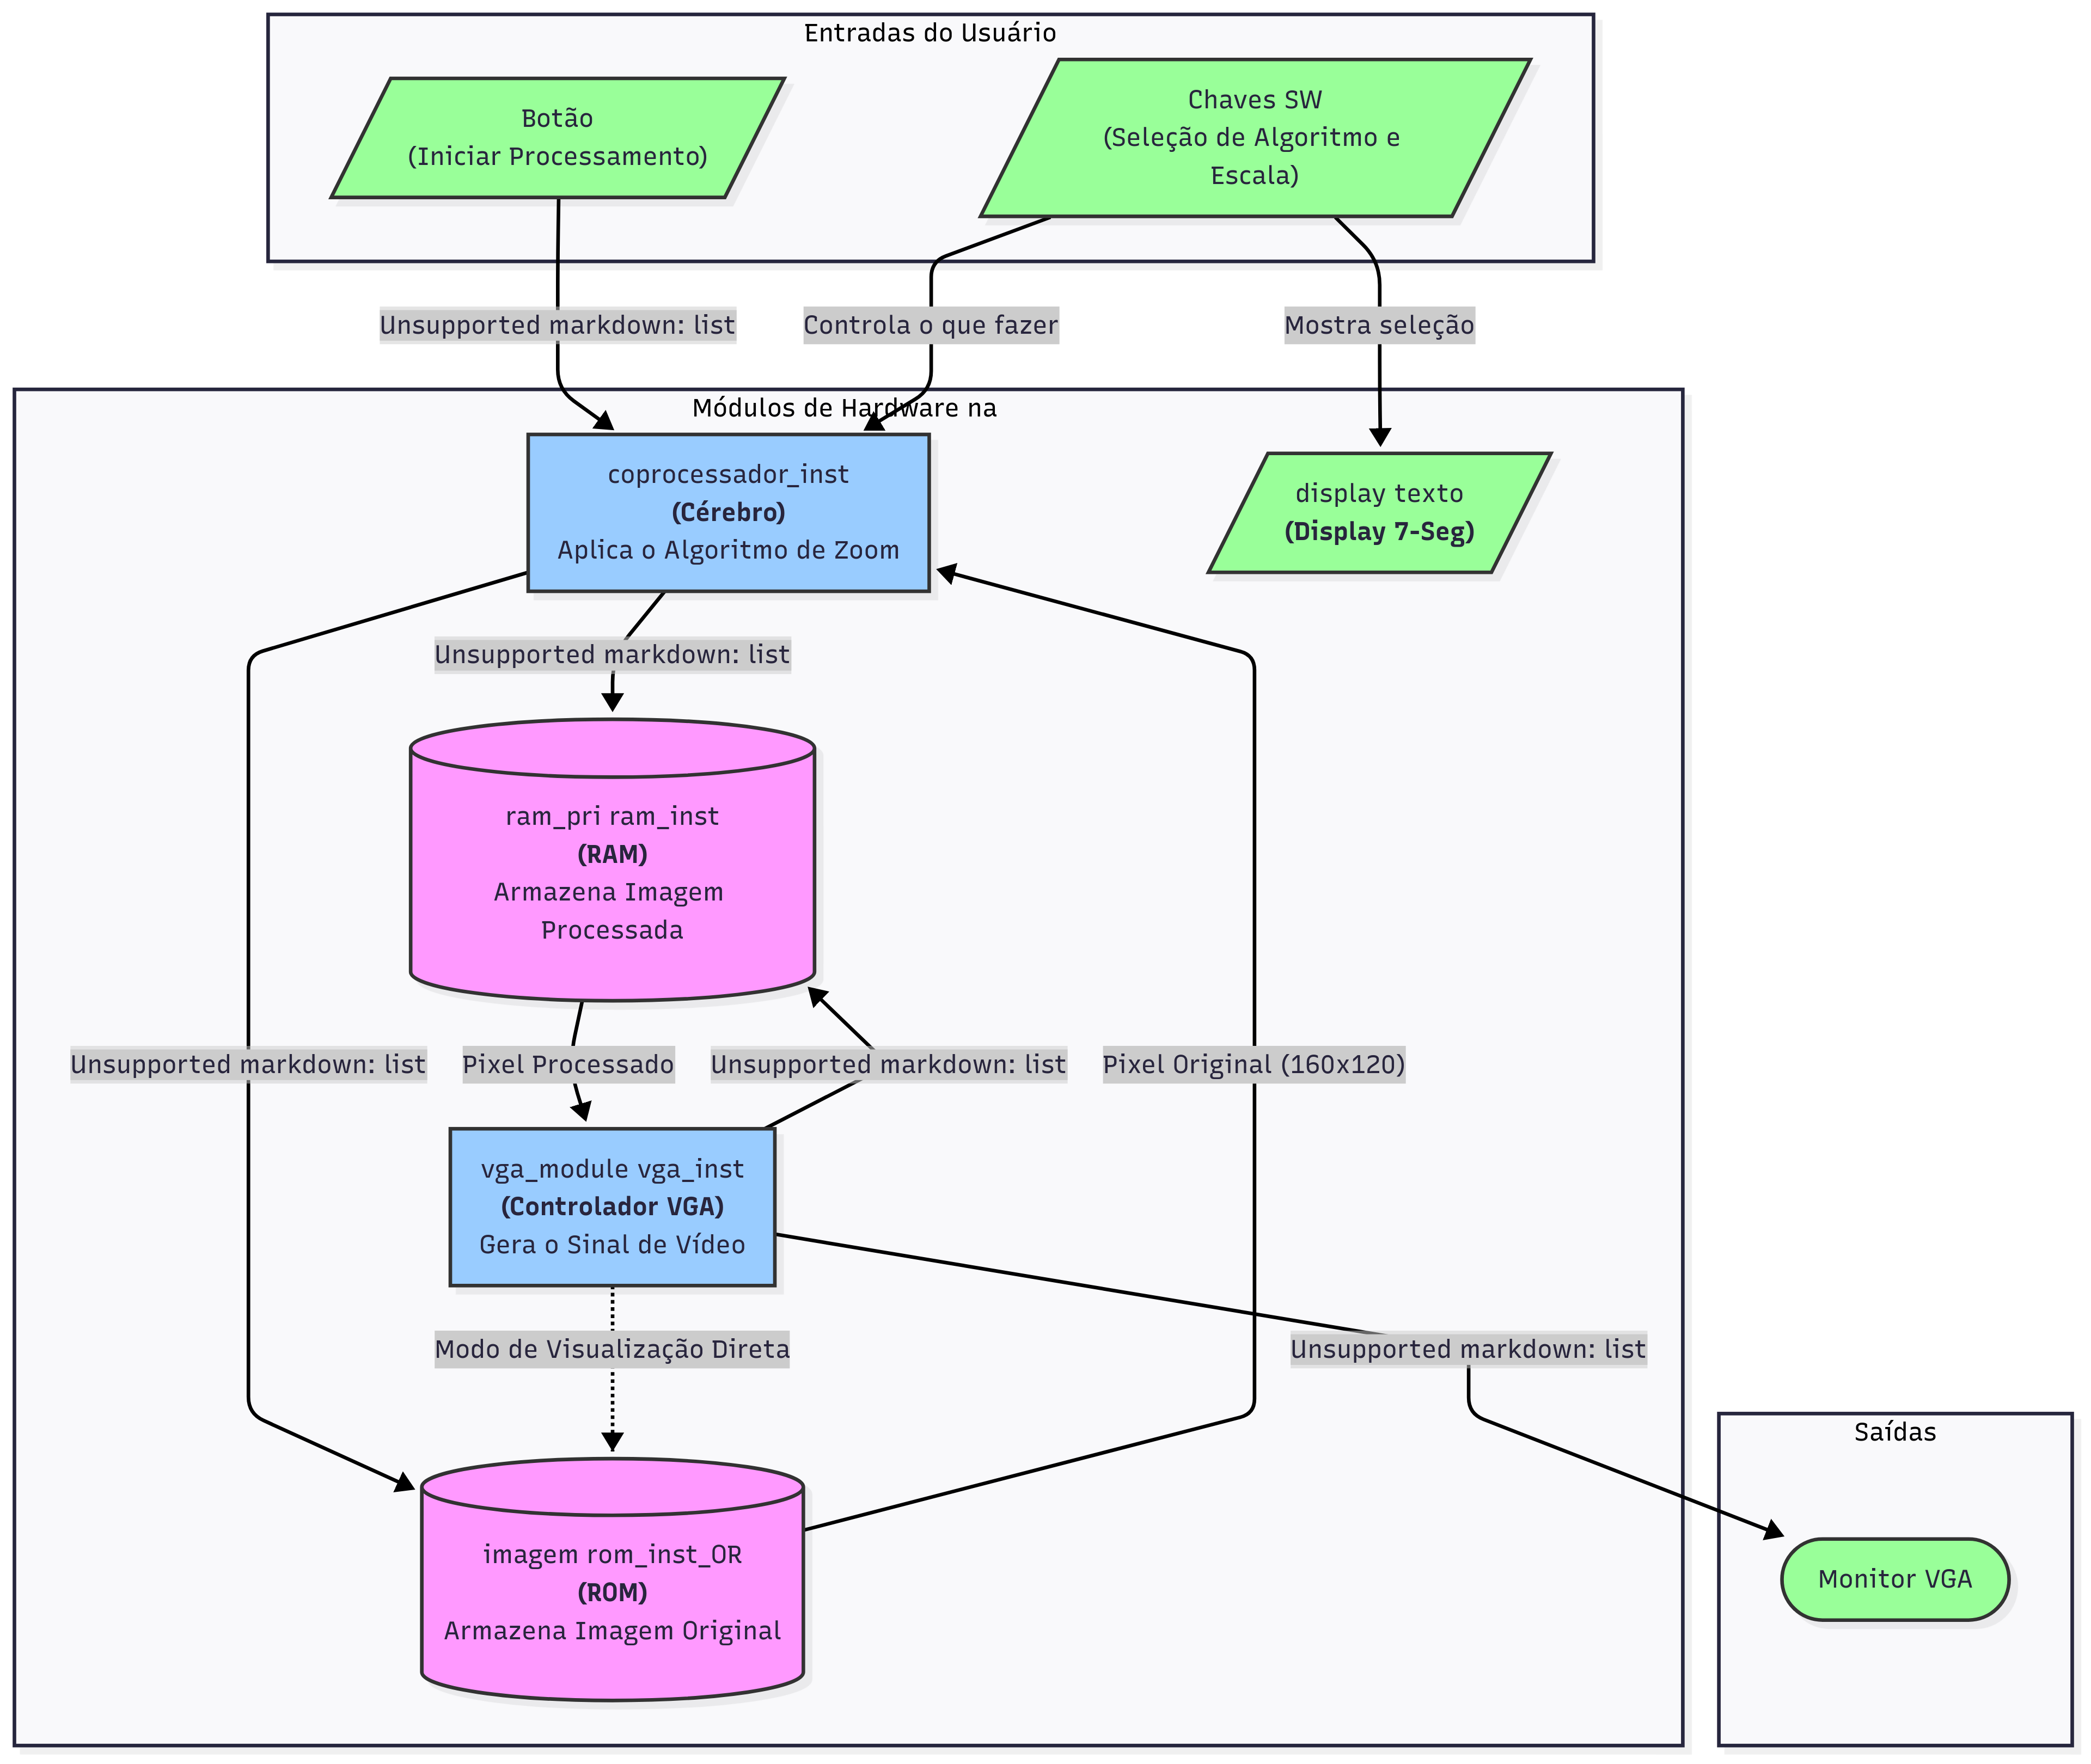 Entradas do Usuário
Botão
(Iniciar Processamento)
Chaves SW
(Seleção de Algoritmo e
Escala)
Unsupported markdown: list
Controla o que fazer
Mostra seleção
Módulos de Hardware na
coprocessador_inst
(Cérebro)
Aplica o Algoritmo de Zoom
display texto
(Display 7-Seg)
Unsupported markdown: list
ram_pri ram_inst
(RAM)
Armazena Imagem
Processada
Unsupported markdown: list
Pixel Processado
Unsupported markdown: list
Pixel Original (160x120)
vga_module vga_inst
(Controlador VGA)
Gera o Sinal de Vídeo
Modo de Visualização Direta
Unsupported markdown: list
Saídas
imagem rom_inst_OR
(ROM)
Armazena Imagem Original
Monitor VGA